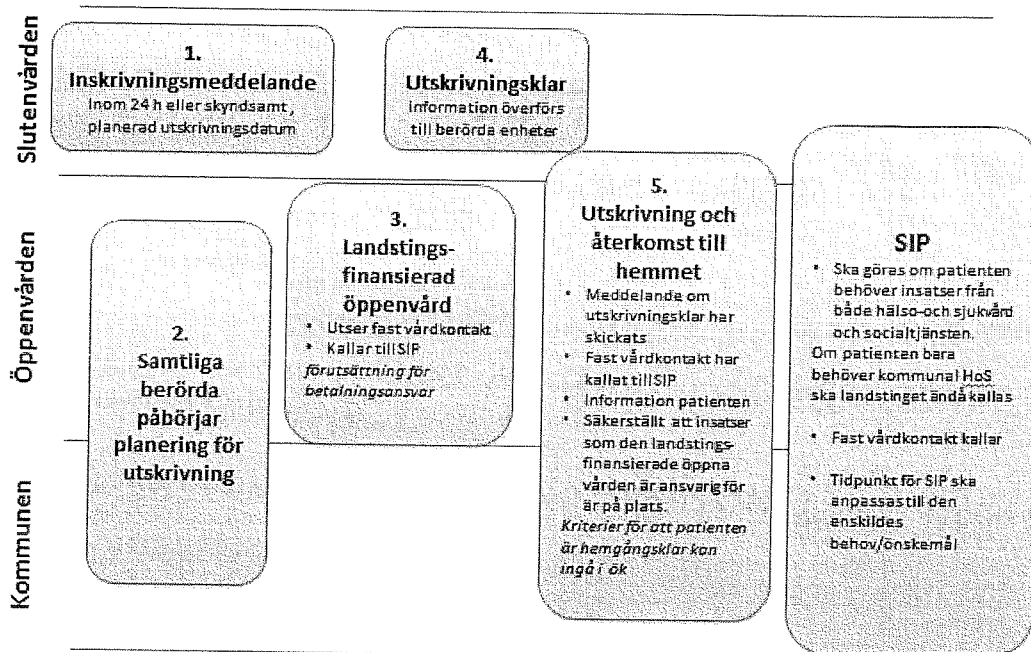 Slutenvården
1.
Inskrivningsmeddelande
Inom 24 h eller skyndsamt,
planerad utskrivningsdatum
4.
Utskrivningsklar
Information överförs
till berörda enheter
Öppenvården
2.
Samtliga
berörda
påbörjar
planering för
utskrivning
3.
Landstings-
finansierad
öppenvård
• Utser fast vårdkontakt
• Kallar till SIP
förutsättning för
betalningsansvar
5.
Utskrivning och
återkomst till
hemmet
• Meddelande om
utskrivningsklar har
skickats
• Fast vårdkontakt har
kallat till SIP
• Information patienten
• Säkerställt att insatser
som den landstings-
finansierade öppna
vården är ansvarig för
är på plats.
Kriterier för att patienten
är hemgångsklar kan
ingå i ök
SIP
• Ska göras om patienten
behöver insatser från
både hälso-och sjukvård
och socialtjänsten.
Om patienten bara
behöver kommunal HoS
ska landstinget ändå kallas
• Fast vårdkontakt kallar
• Tidpunkt för SIP ska
anpassas till den
enskildes
behov/önskemål
Kommunen